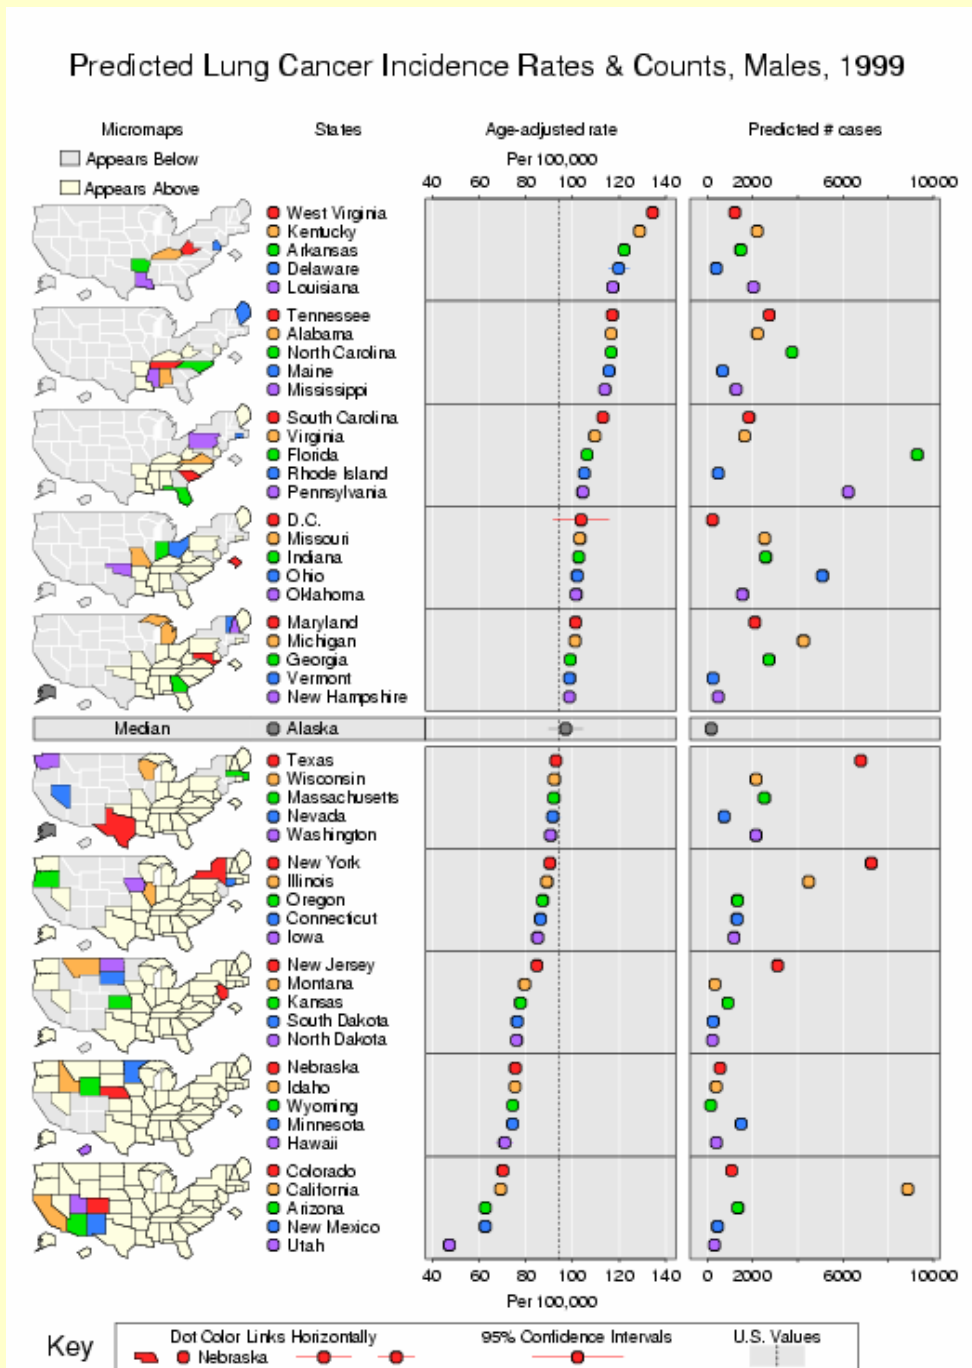 Predicted Lung Cancer Incidence Rates & Counts, Males, 1999
Micromaps States Age-adjusted rate Predicted # cases
Appears Below Per 100,000
Appears Above 40 60 80 100 120 140 0 2000 6000 10000
West Virginia
Kentucky
Arkansas
Delaware
Louisiana
Tennessee
Alabama
North Carolina
Maine
Mississippi
South Carolina
Virginia
Florida
Rhode Island
Pennsylvania
D.C.
Missouri
Indiana
Ohio
Oklahoma
Maryland
Michigan
Georgia
Vermont
New Hampshire
Median Alaska
Texas
Wisconsin
Massachusetts
Nevada
Washington
New York
Illinois
Oregon
Connecticut
Iowa
New Jersey
Montana
Kansas
South Dakota
North Dakota
Nebraska
Idaho
Wyoming
Minnesota
Hawaii
Colorado
California
Arizona
New Mexico
Utah
40 60 80 100 120 140 0 2000 6000 10000
Per 100,000
Key Dot Color Links Horizontally 95% Confidence Intervals U.S. Values
Nebraska